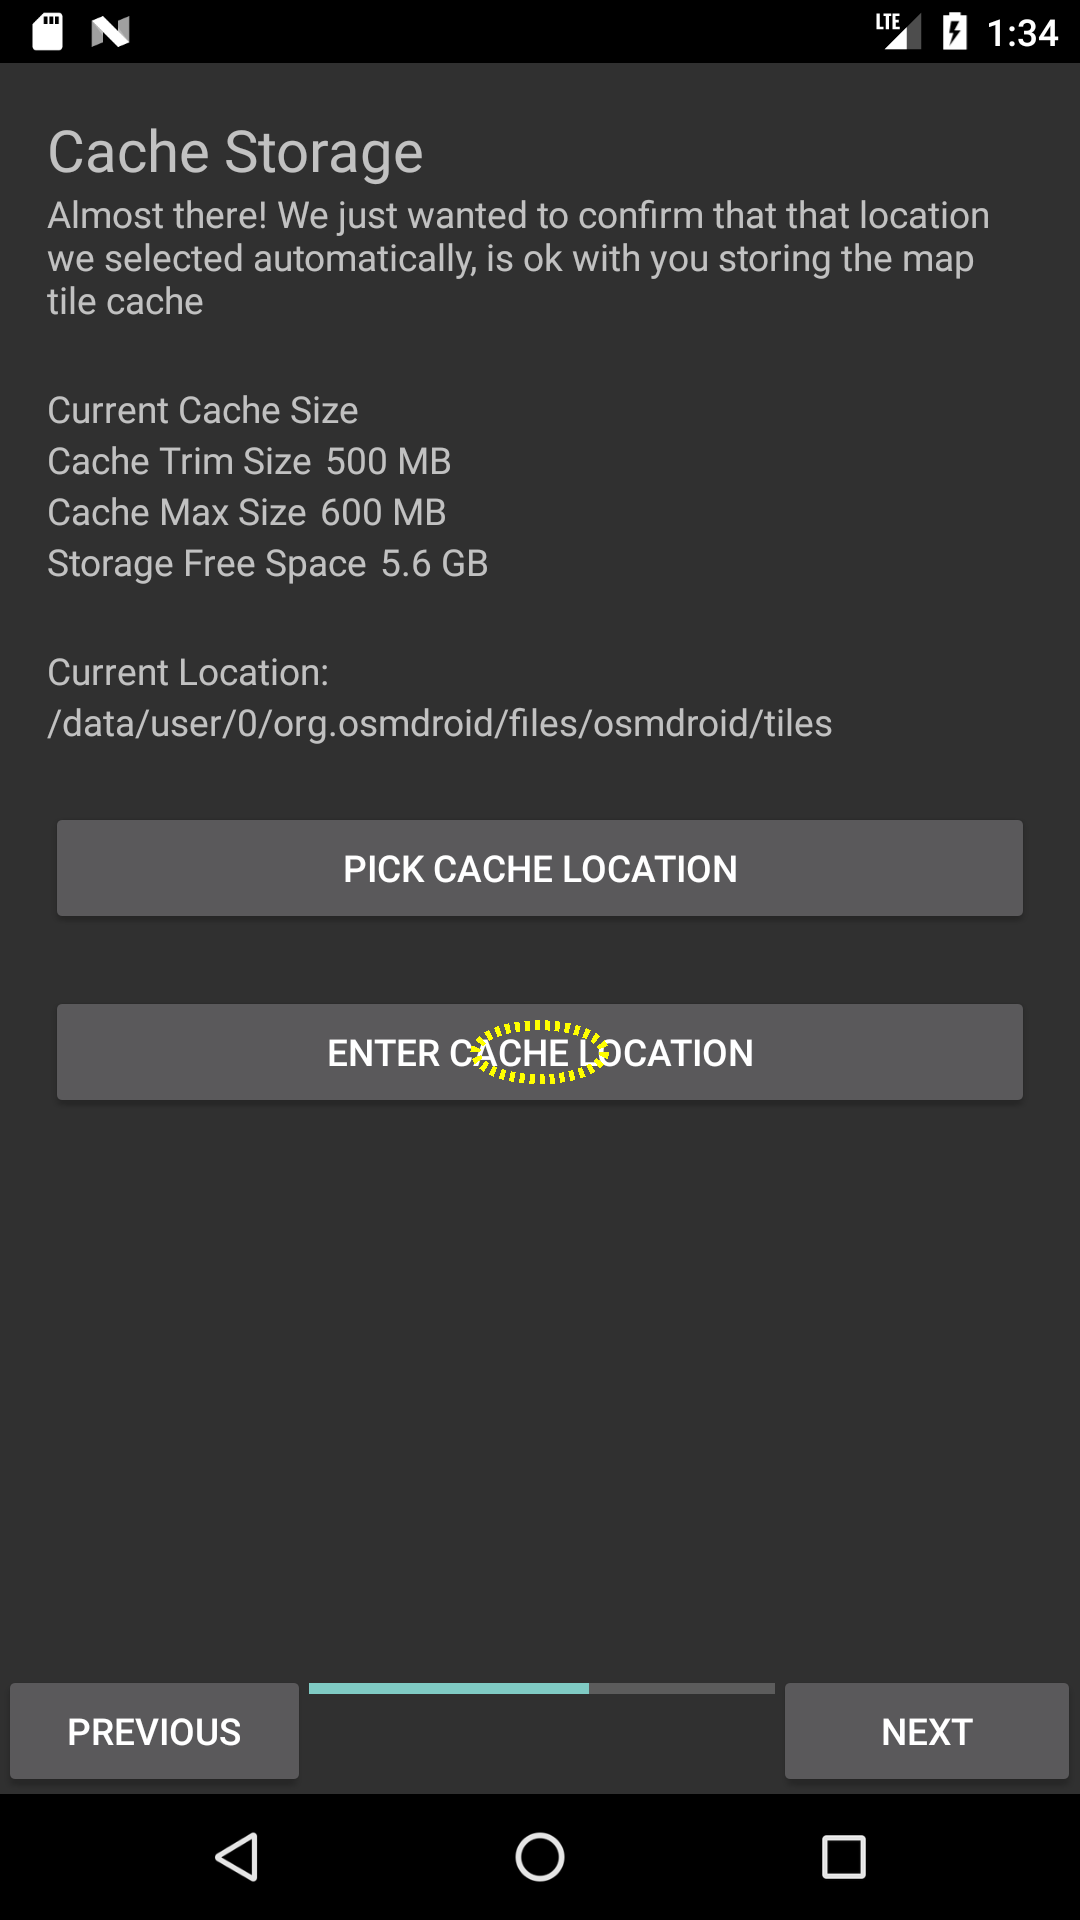 LTE 1:34
Cache Storage
Almost there! We just wanted to confirm that that location
we selected automatically, is ok with you storing the map
tile cache
Current Cache Size
Cache Trim Size 500 MB
Cache Max Size 600 MB
Storage Free Space 5.6 GB
Current Location:
/data/user/0/org.osmdroid/files/osmdroid/tiles
PICK CACHE LOCATION
ENTER CACHE LOCATION
PREVIOUS
NEXT